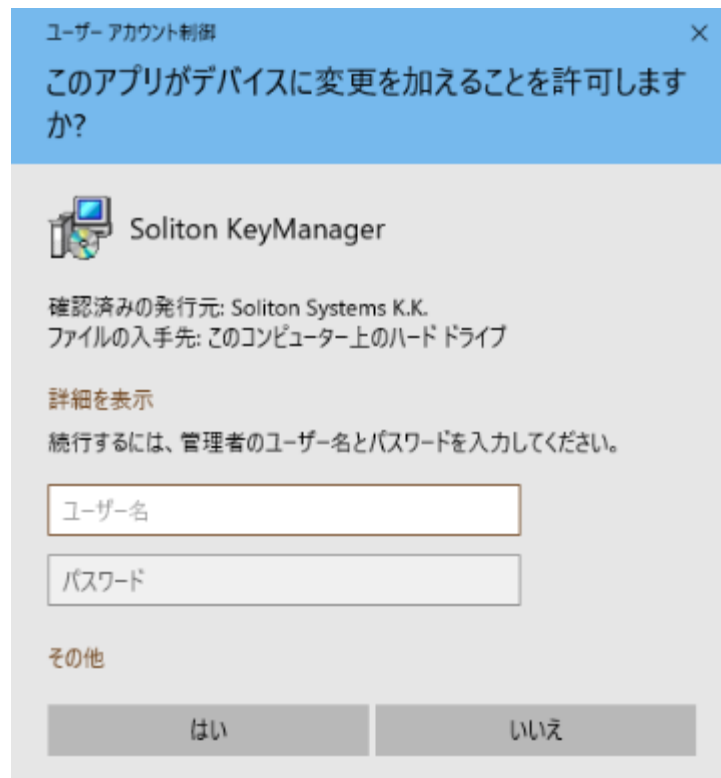 ユーザー アカウント制御
このアプリがデバイスに変更を加えることを許可します
か?
Soliton KeyManager
確認済みの発行元: Soliton Systems K.K.
ファイルの入手先: このコンピューター上のハード ドライブ
詳細を表示
続行するには、管理者のユーザー名とパスワードを入力してください。
ユーザー名
パスワード
その他
はい
いいえ